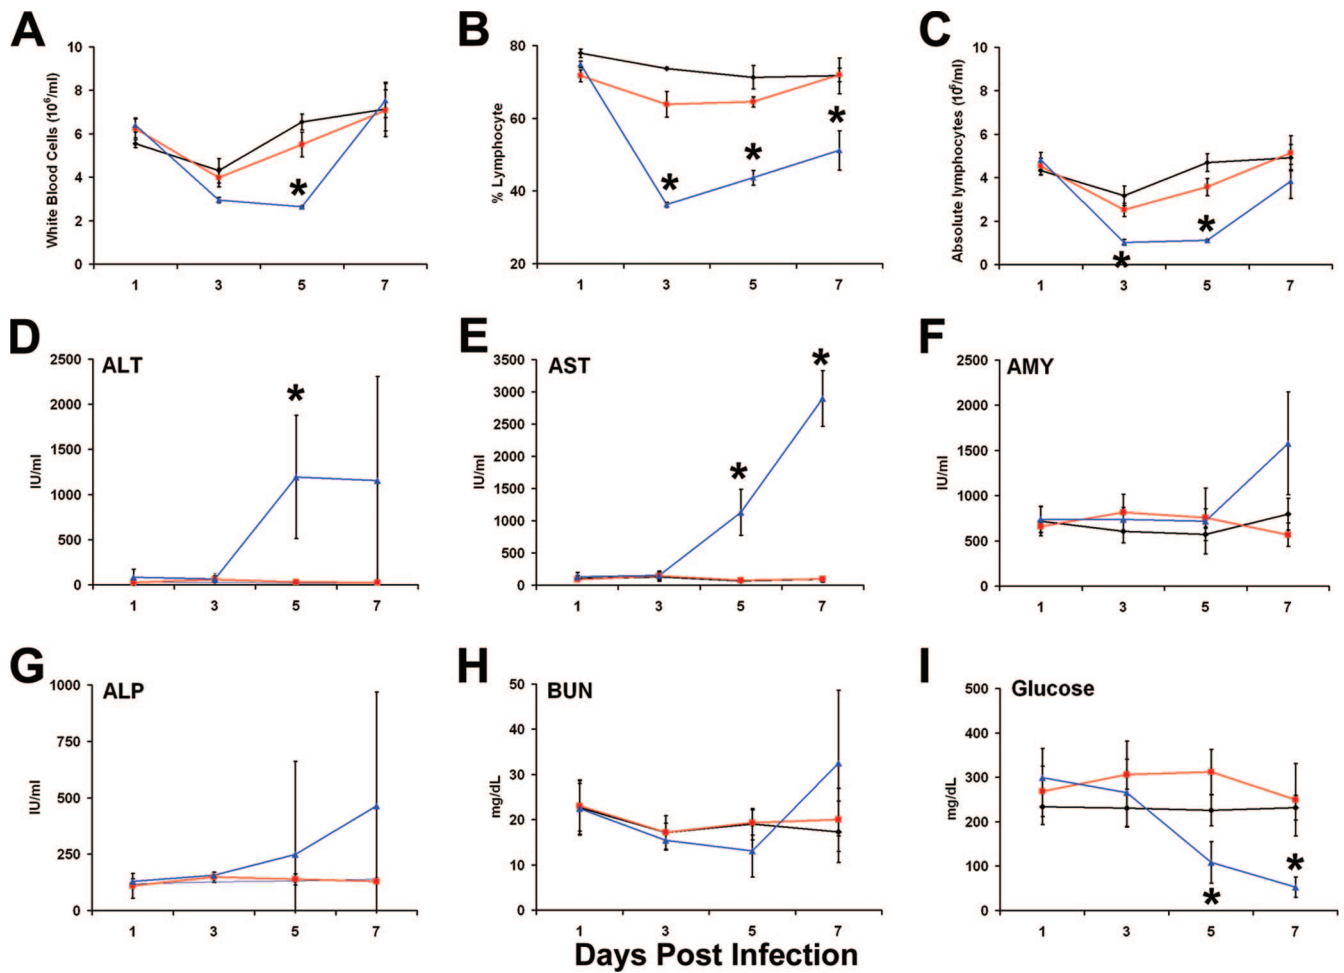 A
White Blood Cells (10⁶/ml)
10
8
6
4
2
0
1 3 5 7
*
B
% Lymphocyte
80
60
40
20
1 3 5 7
* * *
C
Absolute lymphocytes (10⁶/ml)
10
8
6
4
2
0
1 3 5 7
* *
D
ALT
IU/ml
2500
2000
1500
1000
500
0
1 3 5 7
*
E
AST
IU/ml
3500
3000
2500
2000
1500
1000
500
0
1 3 5 7
* *
F
AMY
IU/ml
2500
2000
1500
1000
500
0
1 3 5 7
G
ALP
IU/ml
1000
750
500
250
0
1 3 5 7
H
BUN
mg/dL
50
40
30
20
10
0
1 3 5 7
I
Glucose
mg/dL
500
400
300
200
100
0
1 3 5 7
* *
Days Post Infection